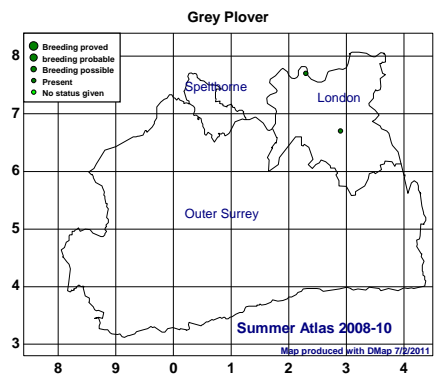 Grey Plover
Breeding proved
breeding probable
Breeding possible
Present
No status given
Spelthorne
London
Outer Surrey
Summer Atlas 2008-10
Map produced with DMap 7/2/2011
8
7
6
5
4
3
8 9 0 1 2 3 4